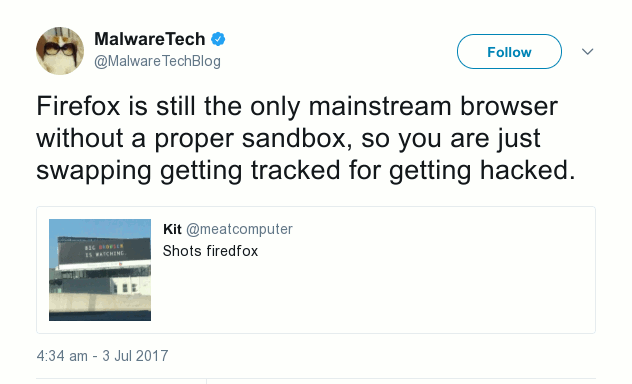 MalwareTech
@MalwareTechBlog
Follow
Firefox is still the only mainstream browser
without a proper sandbox, so you are just
swapping getting tracked for getting hacked.
Kit @meatcomputer
Shots firedfox
BIG BROWSER
IS WATCHING.
4:34 am - 3 Jul 2017